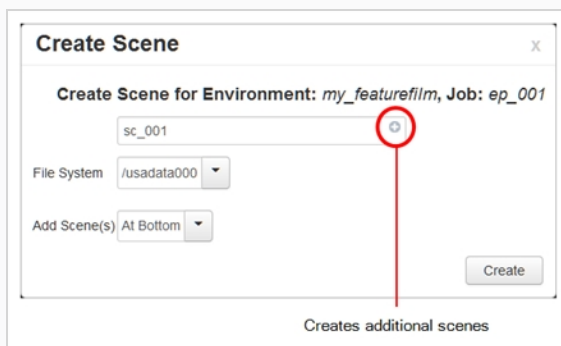 Create Scene X
Create Scene for Environment: my_featurefilm, Job: ep_001
sc_001
File System /usadata000
Add Scene(s) At Bottom
Create
Creates additional scenes